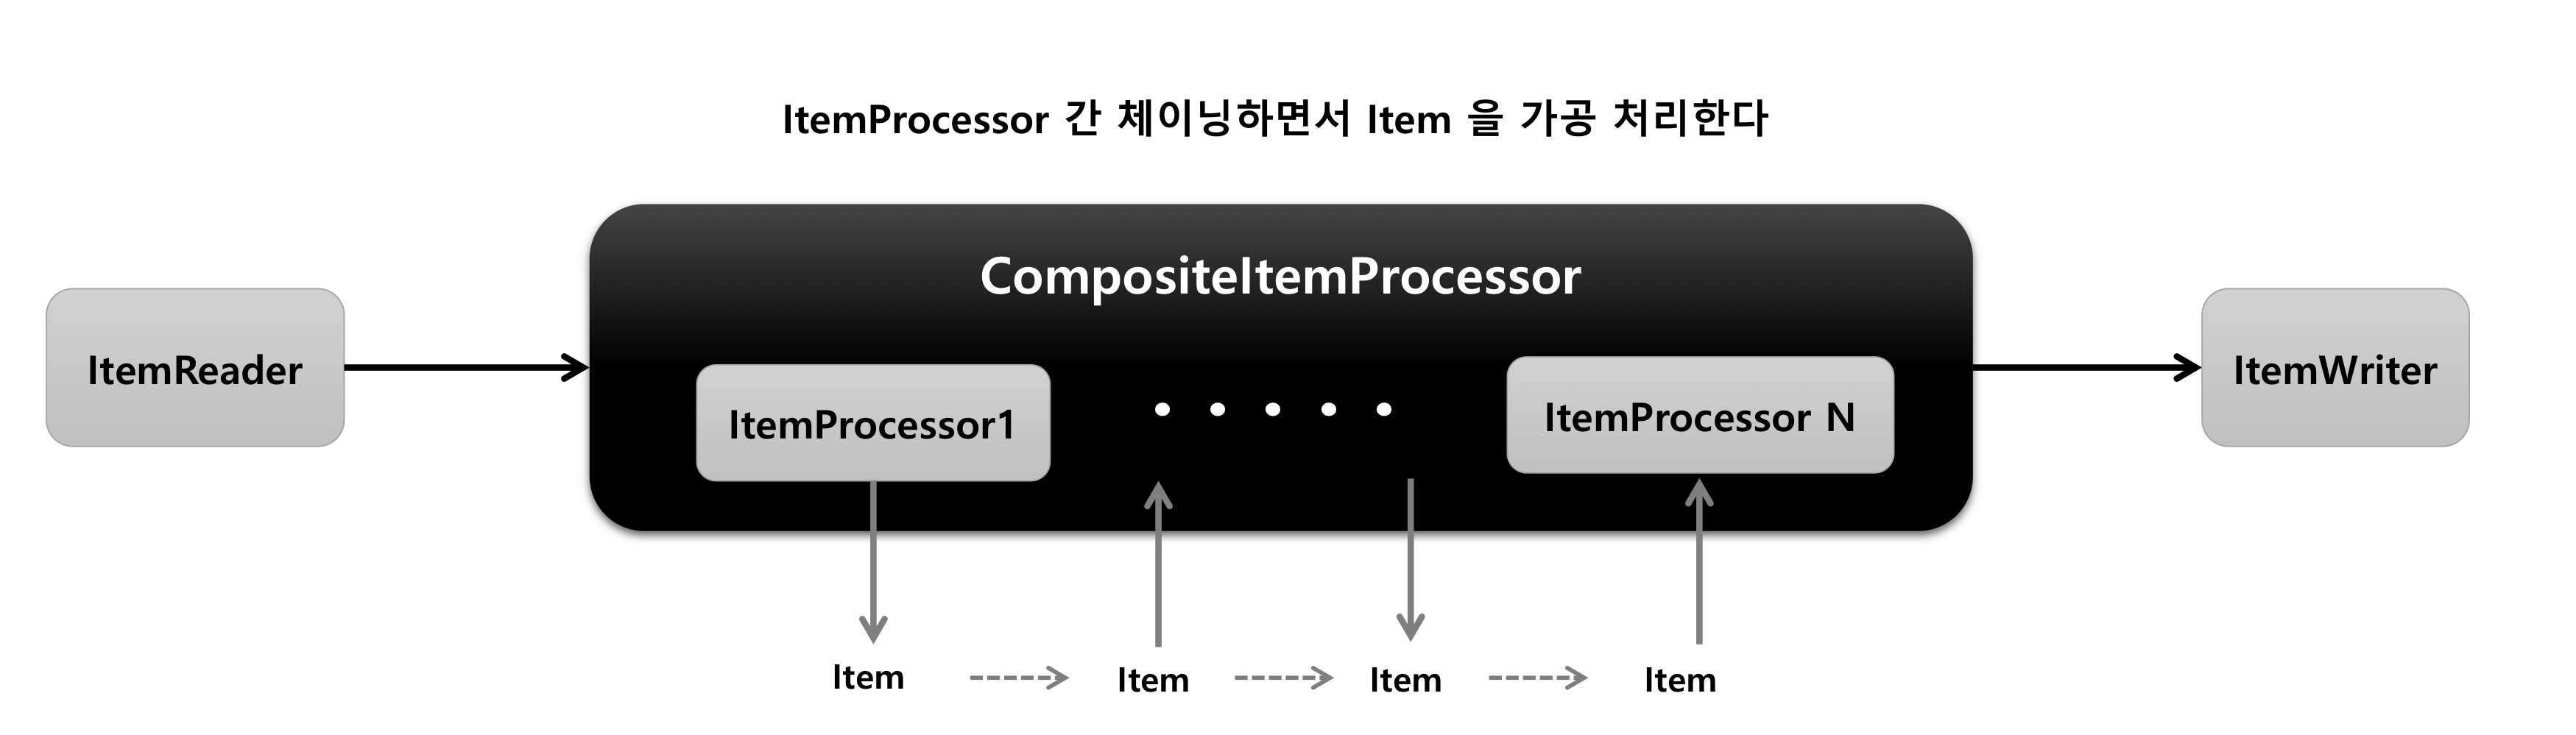 ItemProcessor 간 체이닝하면서 Item 을 가공 처리한다
CompositeItemProcessor
ItemReader
ItemProcessor1
ItemProcessor N
ItemWriter
Item
Item
Item
Item